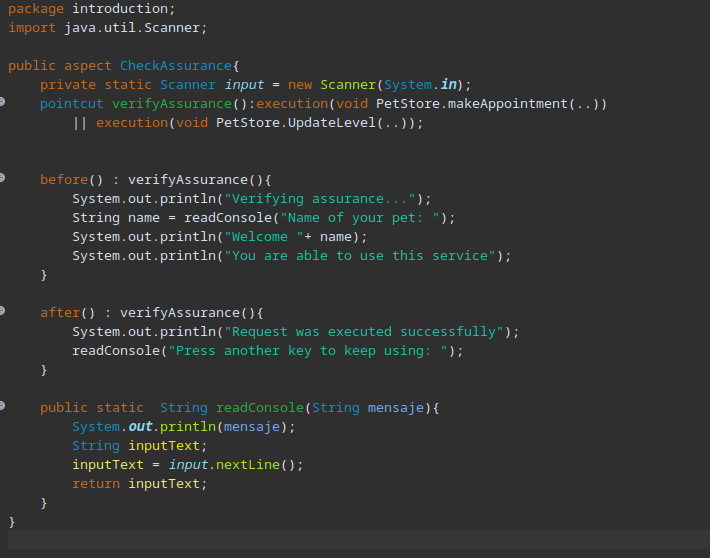 package introduction;
import java.util.Scanner;
public aspect CheckAssurance{
private static Scanner input = new Scanner(System.in);
pointcut verifyAssurance():execution(void PetStore.makeAppointment(..))
|| execution(void PetStore.UpdateLevel(..));
before() : verifyAssurance(){
System.out.println("Verifying assurance...");
String name = readConsole("Name of your pet: ");
System.out.println("Welcome "+ name);
System.out.println("You are able to use this service");
}
after() : verifyAssurance(){
System.out.println("Request was executed successfully");
readConsole("Press another key to keep using: ");
}
public static  String readConsole(String mensaje){
System.out.println(mensaje);
String inputText;
inputText = input.nextLine();
return inputText;
}
}